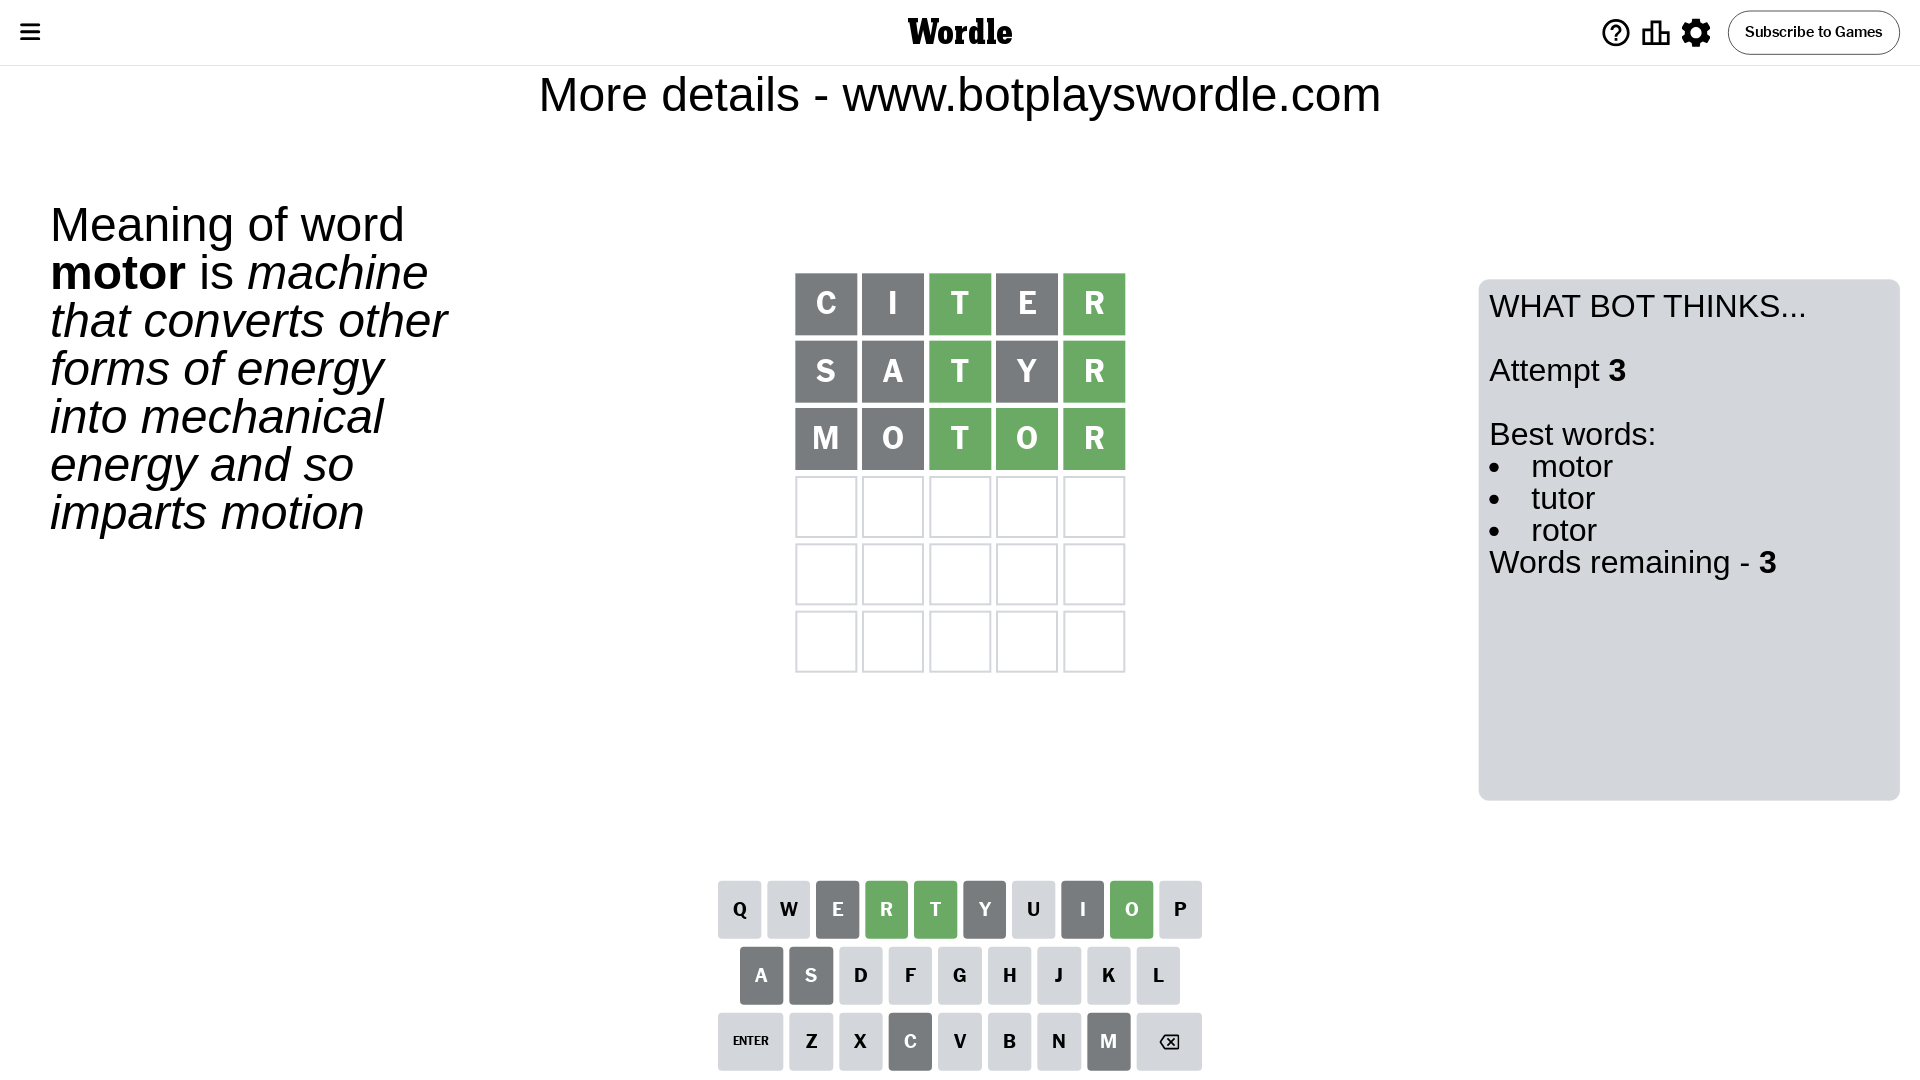 Wordle
Subscribe to Games
More details - www.botplayswordle.com
Meaning of word
motor is machine
that converts other
forms of energy
into mechanical
energy and so
imparts motion
C I T E R
S A T Y R
M O T O R
WHAT BOT THINKS...
Attempt 3
Best words:
• motor
• tutor
• rotor
Words remaining - 3
Q W E R T Y U I O P
A S D F G H J K L
ENTER Z X C V B N M